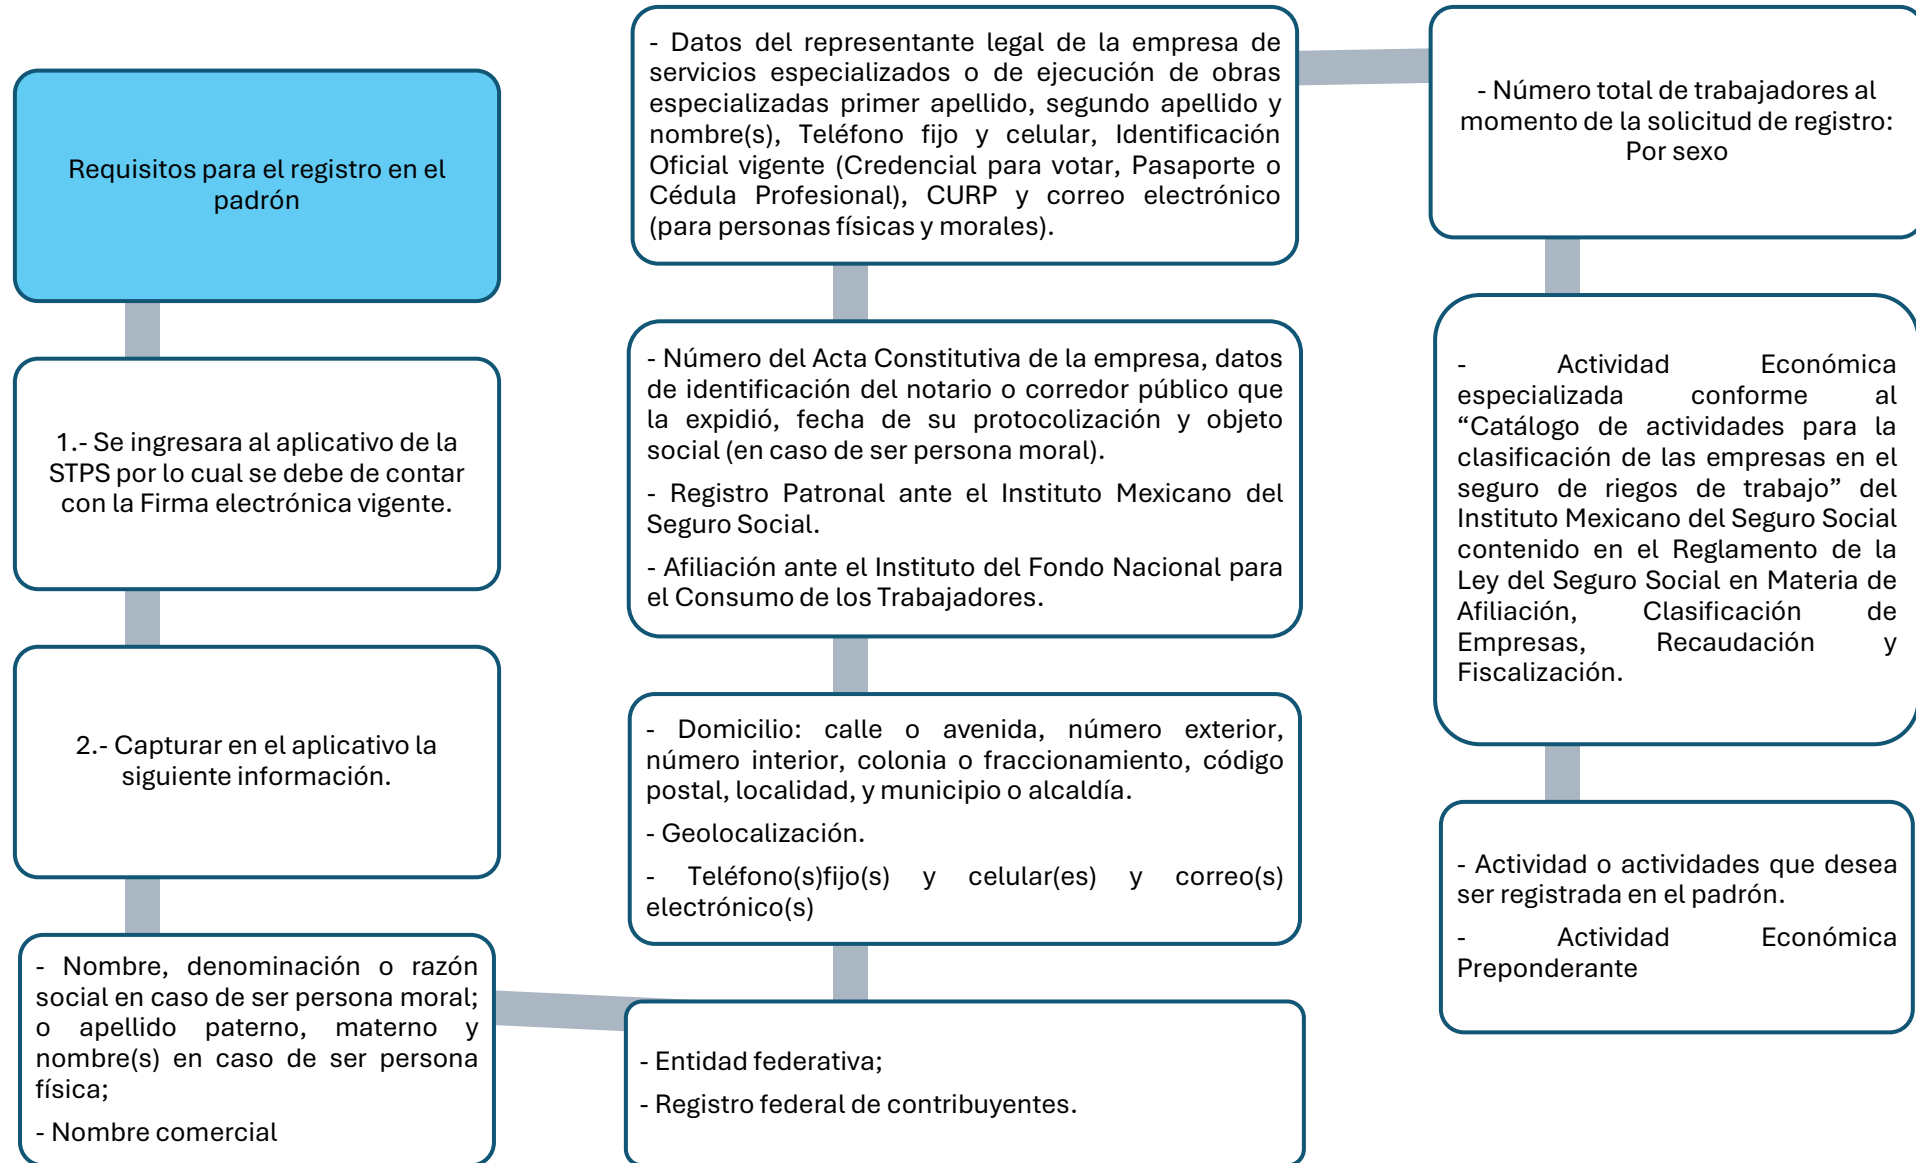 Requisitos para el registro en el
padrón
1.- Se ingresara al aplicativo de la
STPS por lo cual se debe de contar
con la Firma electrónica vigente.
2.- Capturar en el aplicativo la
siguiente información.
- Nombre, denominación o razón
social en caso de ser persona moral;
o apellido paterno, materno y
nombre(s) en caso de ser persona
física;
- Nombre comercial
- Entidad federativa;
- Registro federal de contribuyentes.
- Domicilio: calle o avenida, número exterior,
número interior, colonia o fraccionamiento, código
postal, localidad, y municipio o alcaldía.
- Geolocalización.
- Teléfono(s)fijo(s) y celular(es) y correo(s)
electrónico(s)
- Número del Acta Constitutiva de la empresa, datos
de identificación del notario o corredor público que
la expidió, fecha de su protocolización y objeto
social (en caso de ser persona moral).
- Registro Patronal ante el Instituto Mexicano del
Seguro Social.
- Afiliación ante el Instituto del Fondo Nacional para
el Consumo de los Trabajadores.
- Datos del representante legal de la empresa de
servicios especializados o de ejecución de obras
especializadas primer apellido, segundo apellido y
nombre(s), Teléfono fijo y celular, Identificación
Oficial vigente (Credencial para votar, Pasaporte o
Cédula Profesional), CURP y correo electrónico
(para personas físicas y morales).
- Número total de trabajadores al
momento de la solicitud de registro:
Por sexo
- Actividad Económica
especializada conforme al
“Catálogo de actividades para la
clasificación de las empresas en el
seguro de riegos de trabajo” del
Instituto Mexicano del Seguro Social
contenido en el Reglamento de la
Ley del Seguro Social en Materia de
Afiliación, Clasificación de
Empresas, Recaudación y
Fiscalización.
- Actividad o actividades que desea
ser registrada en el padrón.
- Actividad Económica
Preponderante